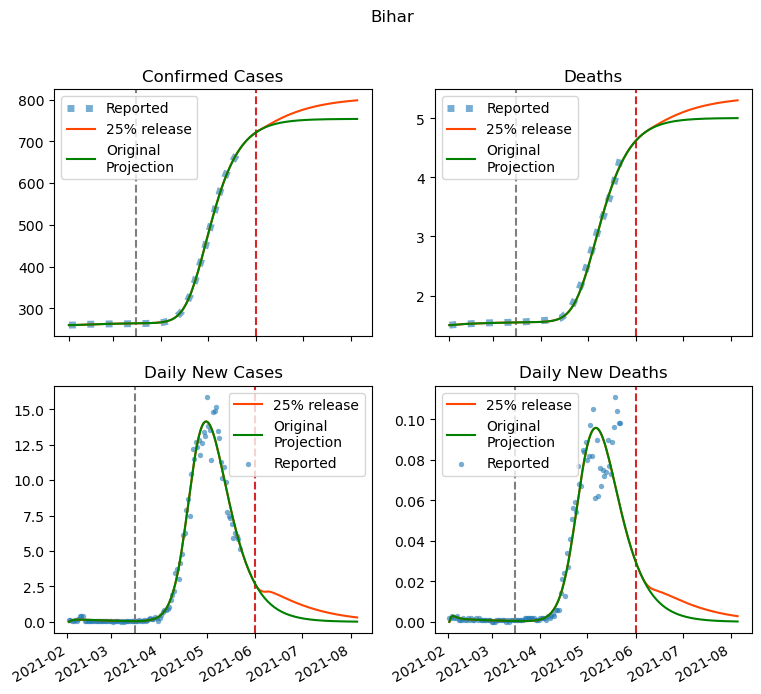 Bihar
Confirmed Cases
800
700
600
500
400
300
Reported
25% release
Original
Projection
Deaths
5
4
3
2
Reported
25% release
Original
Projection
Daily New Cases
15.0
12.5
10.0
7.5
5.0
2.5
0.0
25% release
Original
Projection
Reported
2021-02
2021-03
2021-04
2021-05
2021-06
2021-07
2021-08
Daily New Deaths
0.10
0.08
0.06
0.04
0.02
0.00
25% release
Original
Projection
Reported
2021-02
2021-03
2021-04
2021-05
2021-06
2021-07
2021-08